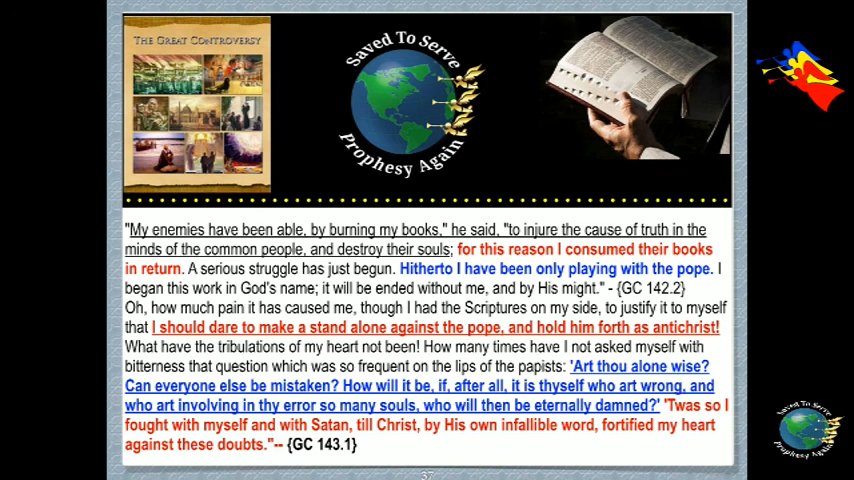 THE GREAT CONTROVERSY
Saved To Serve
Prophesy Again
"My enemies have been able, by burning my books," he said, "to injure the cause of truth in the
minds of the common people, and destroy their souls; for this reason I consumed their books
in return. A serious struggle has just begun. Hitherto I have been only playing with the pope. I
began this work in God's name; it will be ended without me, and by His might." - {GC 142.2}
Oh, how much pain it has caused me, though I had the Scriptures on my side, to justify it to myself
that I should dare to make a stand alone against the pope, and hold him forth as antichrist!
What have the tribulations of my heart not been! How many times have I not asked myself with
bitterness that question which was so frequent on the lips of the papists: 'Art thou alone wise?
Can everyone else be mistaken? How will it be, if, after all, it is thyself who art wrong, and
who art involving in thy error so many souls, who will then be eternally damned?' 'Twas so I
fought with myself and with Satan, till Christ, by His own infallible word, fortified my heart
against these doubts."-- {GC 143.1}
Saved To Serve
Prophesy Again
37